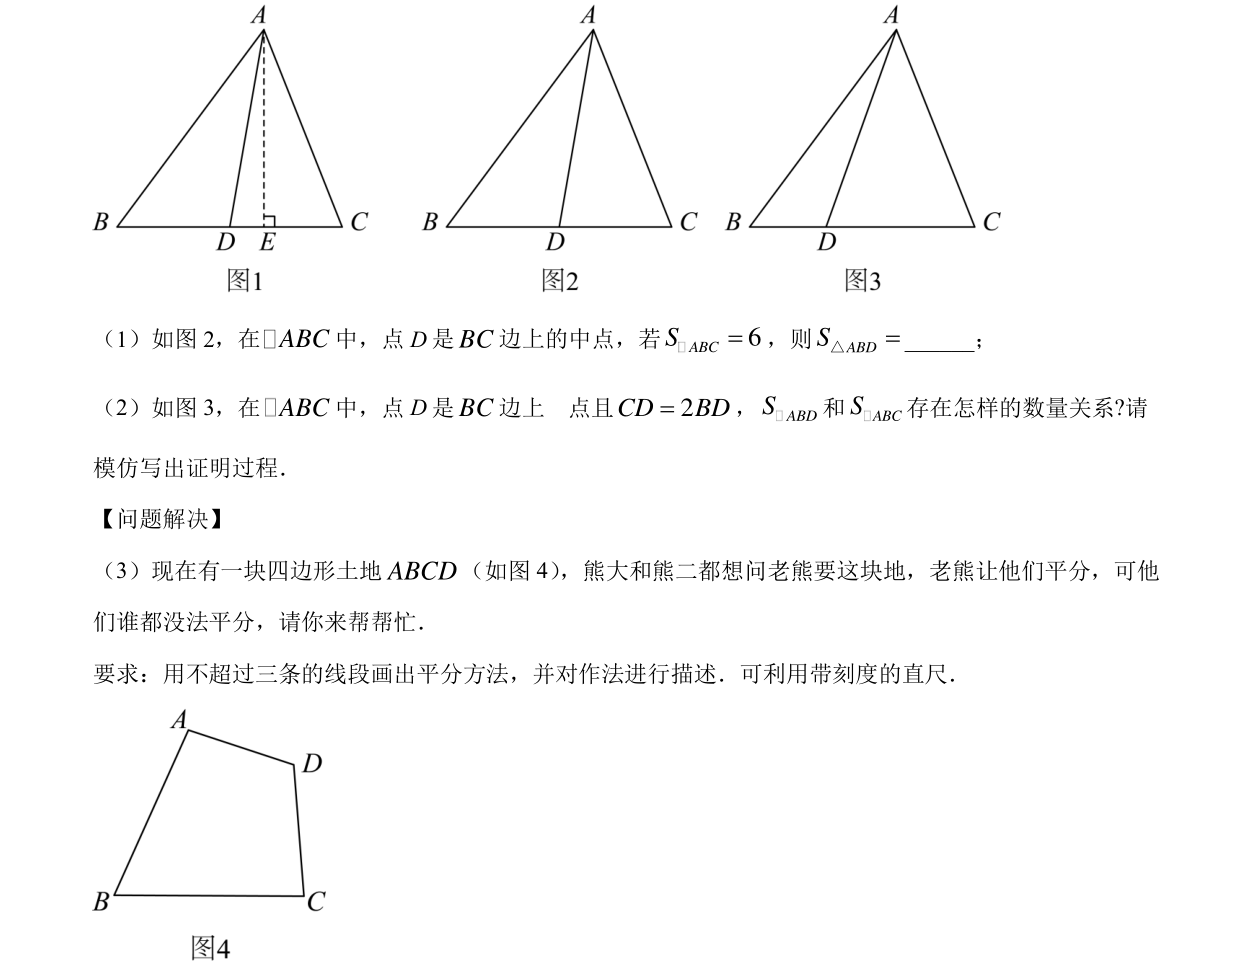 A A A
B D E C B D C B D C
图1 图2 图3
（1）如图 2，在□ABC 中，点 D 是 BC 边上的中点，若 S□ABC = 6，则 S△ABD = ______；
（2）如图 3，在□ABC 中，点 D 是 BC 边上 点且 CD = 2BD，S□ABD 和 S□ABC 存在怎样的数量关系?请
模仿写出证明过程．
【问题解决】
（3）现在有一块四边形土地 ABCD（如图 4），熊大和熊二都想问老熊要这块地，老熊让他们平分，可他
们谁都没法平分，请你来帮帮忙．
要求：用不超过三条的线段画出平分方法，并对作法进行描述．可利用带刻度的直尺．
A
D
B C
图4